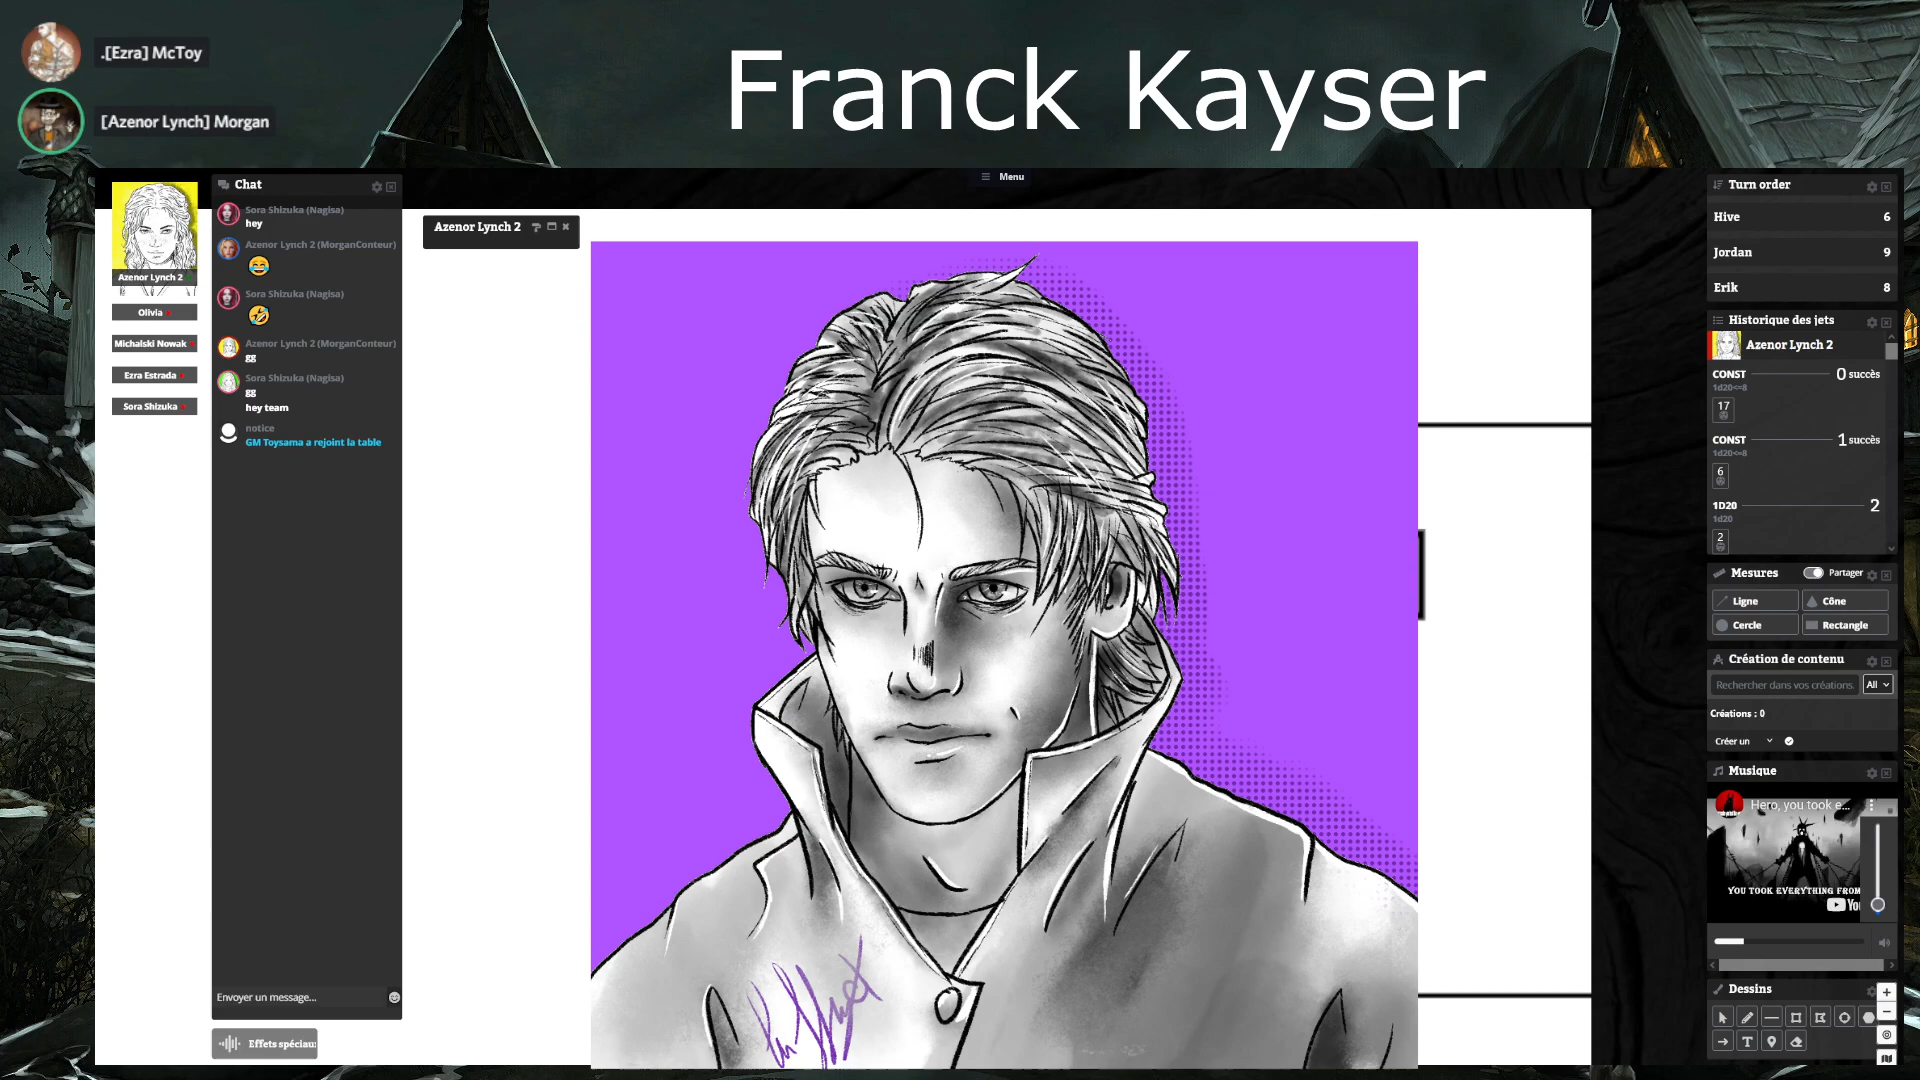 .[Ezra] McToy
[Azenor Lynch] Morgan
Franck Kayser
Menu
Azenor Lynch 2
Olivia
Michalski Nowak
Ezra Estrada
Sora Shizuka
Chat
Sora Shizuka (Nagisa)
hey
Azenor Lynch 2 (MorganConteur)
Sora Shizuka (Nagisa)
Azenor Lynch 2 (MorganConteur)
gg
Sora Shizuka (Nagisa)
gg
hey team
notice
GM Toysama a rejoint la table
Envoyer un message...
Effets spéciau
Azenor Lynch 2
Turn order
Hive 6
Jordan 9
Erik 8
Historique des jets
Azenor Lynch 2
CONST 0 succès
1d20<=8
17
CONST 1 succès
1d20<=8
6
1D20 2
1d20
2
Mesures Partager
Ligne Cône
Cercle Rectangle
Création de contenu
Rechercher dans vos créations. All
Créations : 0
Créer un
Musique
Hero, you took e...
YOU TOOK EVERYTHING FROM
Dessins